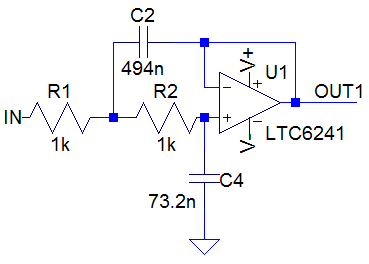 C2
494n
V+
U1
R1
R2
-
+
IN
1k
1k
+
-
OUT1
LTC6241
V-
C4
73.2n